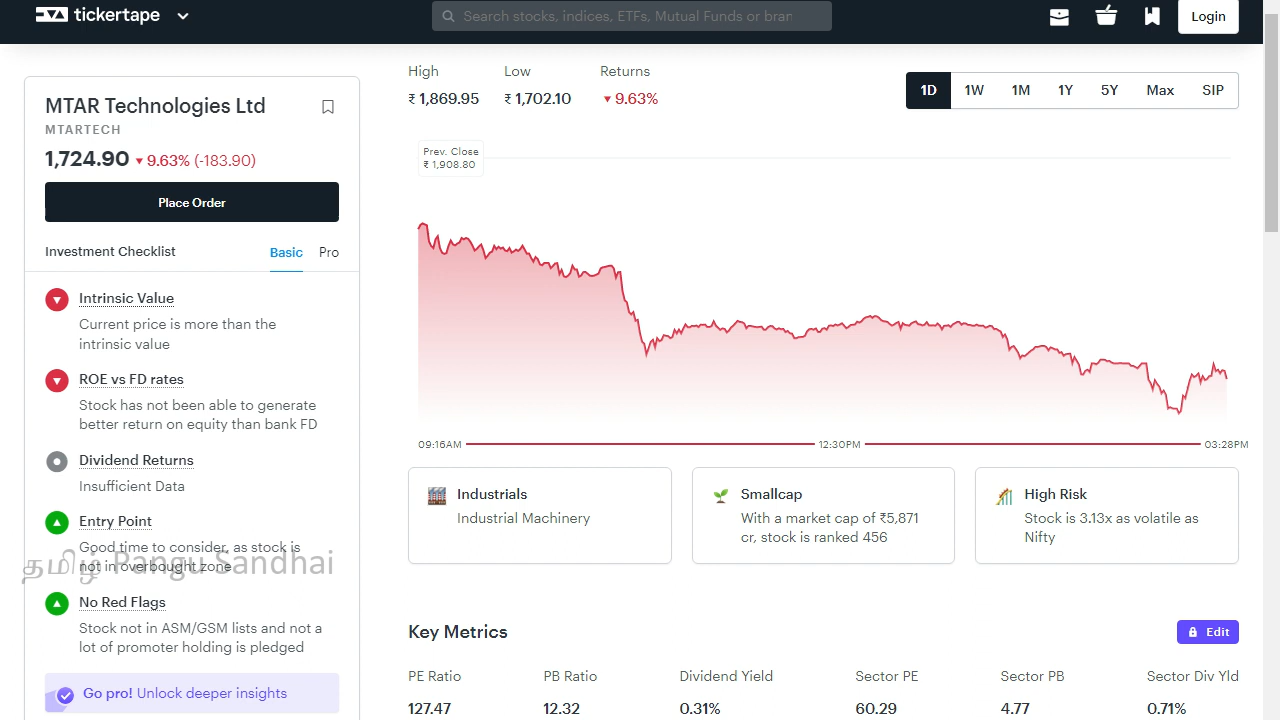 tickertape
Search stocks, indices, ETFs, Mutual Funds or bran
Login
MTAR Technologies Ltd
MTARTECH
1,724.90 ▼ 9.63% (-183.90)
Place Order
Investment Checklist Basic Pro
Intrinsic Value
Current price is more than the
intrinsic value
ROE vs FD rates
Stock has not been able to generate
better return on equity than bank FD
Dividend Returns
Insufficient Data
Entry Point
Good time to consider, as stock is
not in overbought zone
தமிழ் Pangu Sandhai
No Red Flags
Stock not in ASM/GSM lists and not a
lot of promoter holding is pledged
Go pro! Unlock deeper insights
High Low Returns
₹ 1,869.95 ₹ 1,702.10 ▼ 9.63%
1D 1W 1M 1Y 5Y Max SIP
Prev. Close
₹ 1,908.80
09:16AM 12:30PM 03:28PM
Industrials
Industrial Machinery
Smallcap
With a market cap of ₹5,871
cr, stock is ranked 456
High Risk
Stock is 3.13x as volatile as
Nifty
Key Metrics
Edit
PE Ratio PB Ratio Dividend Yield Sector PE Sector PB Sector Div Yld
127.47 12.32 0.31% 60.29 4.77 0.71%